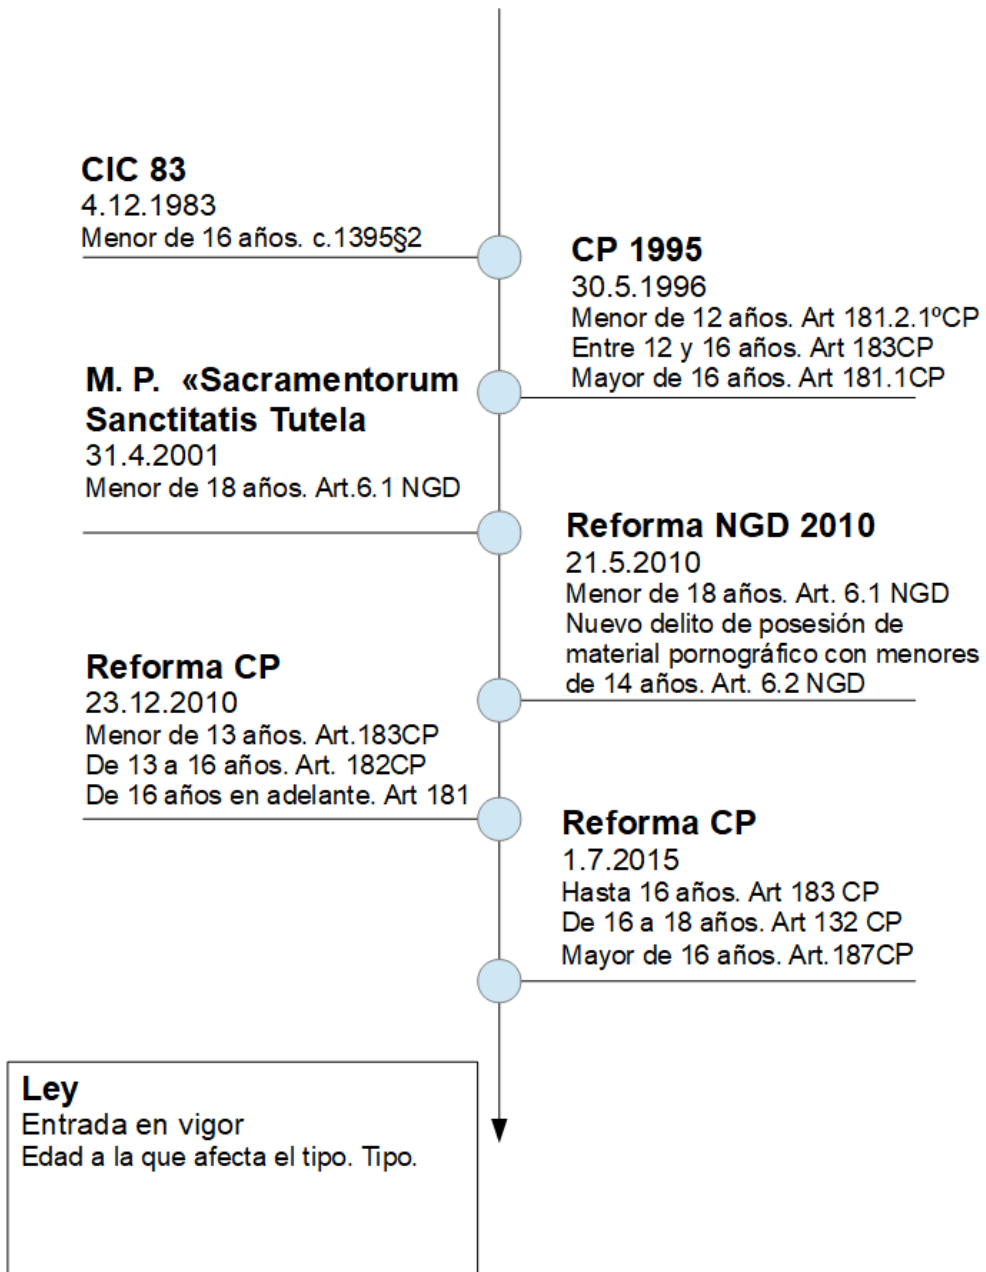 CIC 83
4.12.1983
Menor de 16 años. c.1395§2
CP 1995
30.5.1996
Menor de 12 años. Art 181.2.1ºCP
Entre 12 y 16 años. Art 183CP
Mayor de 16 años. Art 181.1CP
M. P. «Sacramentorum
Sanctitatis Tutela
31.4.2001
Menor de 18 años. Art.6.1 NGD
Reforma NGD 2010
21.5.2010
Menor de 18 años. Art. 6.1 NGD
Nuevo delito de posesión de
material pornográfico con menores
de 14 años. Art. 6.2 NGD
Reforma CP
23.12.2010
Menor de 13 años. Art.183CP
De 13 a 16 años. Art. 182CP
De 16 años en adelante. Art 181
Reforma CP
1.7.2015
Hasta 16 años. Art 183 CP
De 16 a 18 años. Art 132 CP
Mayor de 16 años. Art.187CP
Ley
Entrada en vigor
Edad a la que afecta el tipo. Tipo.